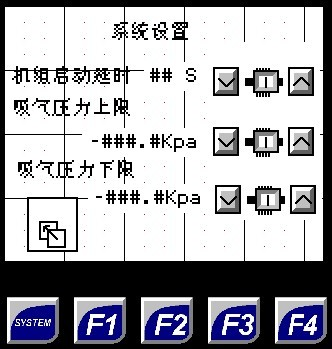 系统设置
机组启动延时 ## S
吸气压力上限
-###.#Kpa
吸气压力下限
-###.#Kpa
SYSTEM F1 F2 F3 F4